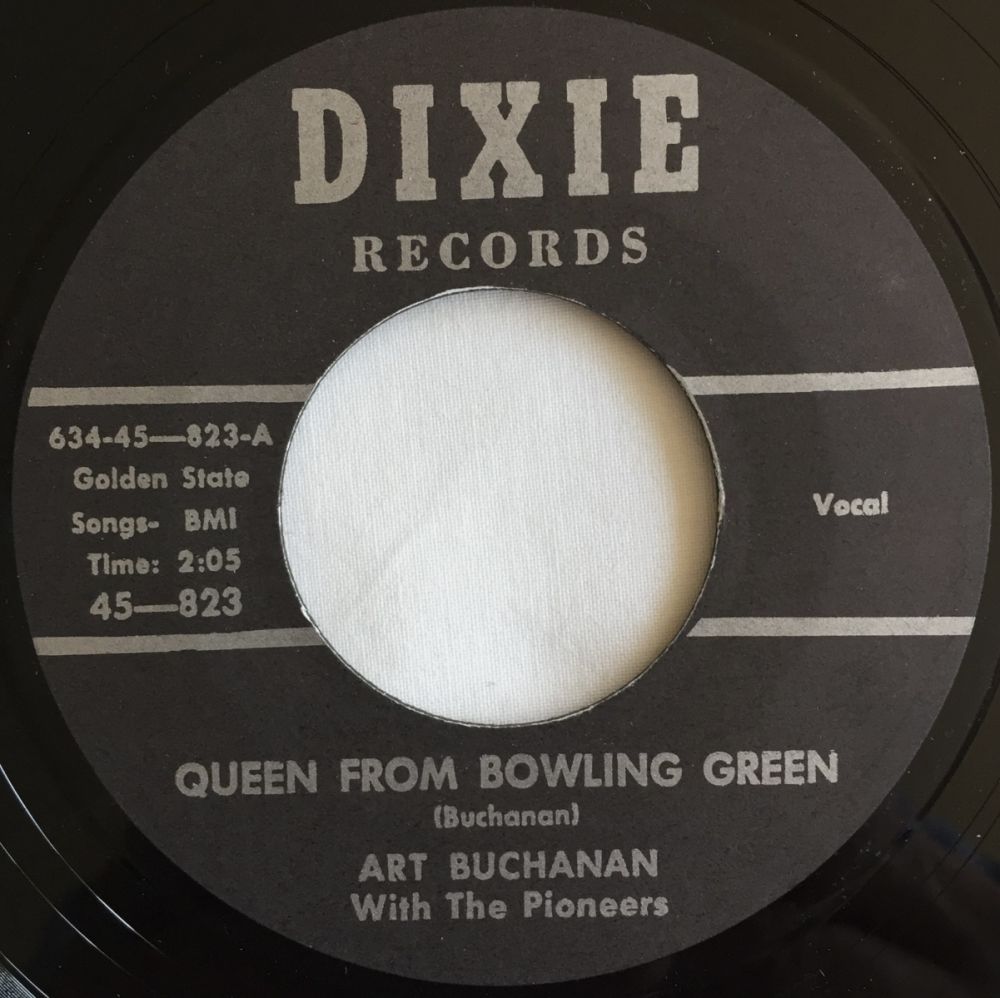 DIXIE
RECORDS
634-45—823-A
Golden State
Songs- BMI
Time: 2:05
45—823
Vocal
QUEEN FROM BOWLING GREEN
(Buchanan)
ART BUCHANAN
With The Pioneers